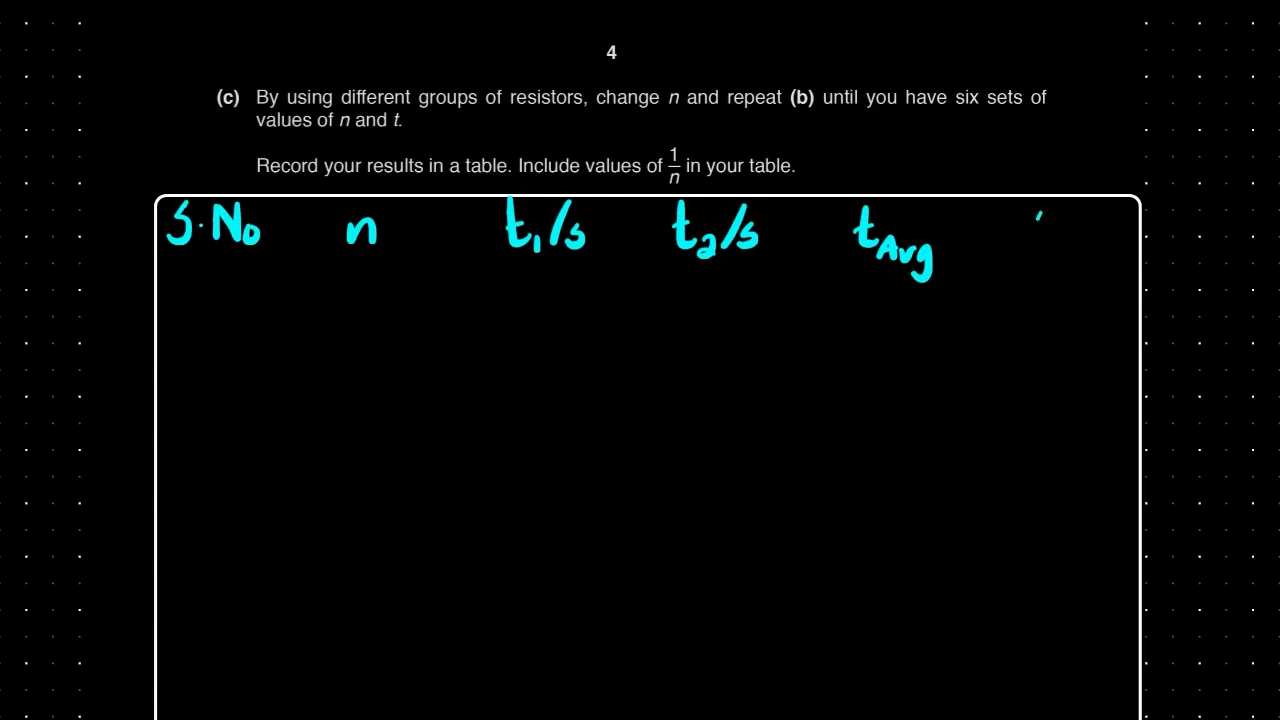 4
(c) By using different groups of resistors, change n and repeat (b) until you have six sets of
values of n and t.
Record your results in a table. Include values of 1/n in your table.
S.No n t₁/s t₂/s tAvg